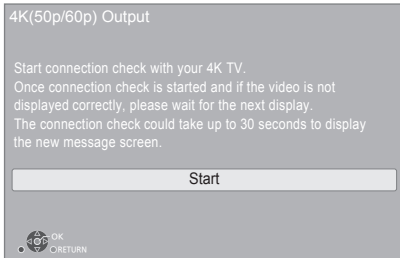 4K(50p/60p) Output
Start connection check with your 4K TV.
Once connection check is started and if the video is not
displayed correctly, please wait for the next display.
The connection check could take up to 30 seconds to display
the new message screen.
Start
OK
RETURN